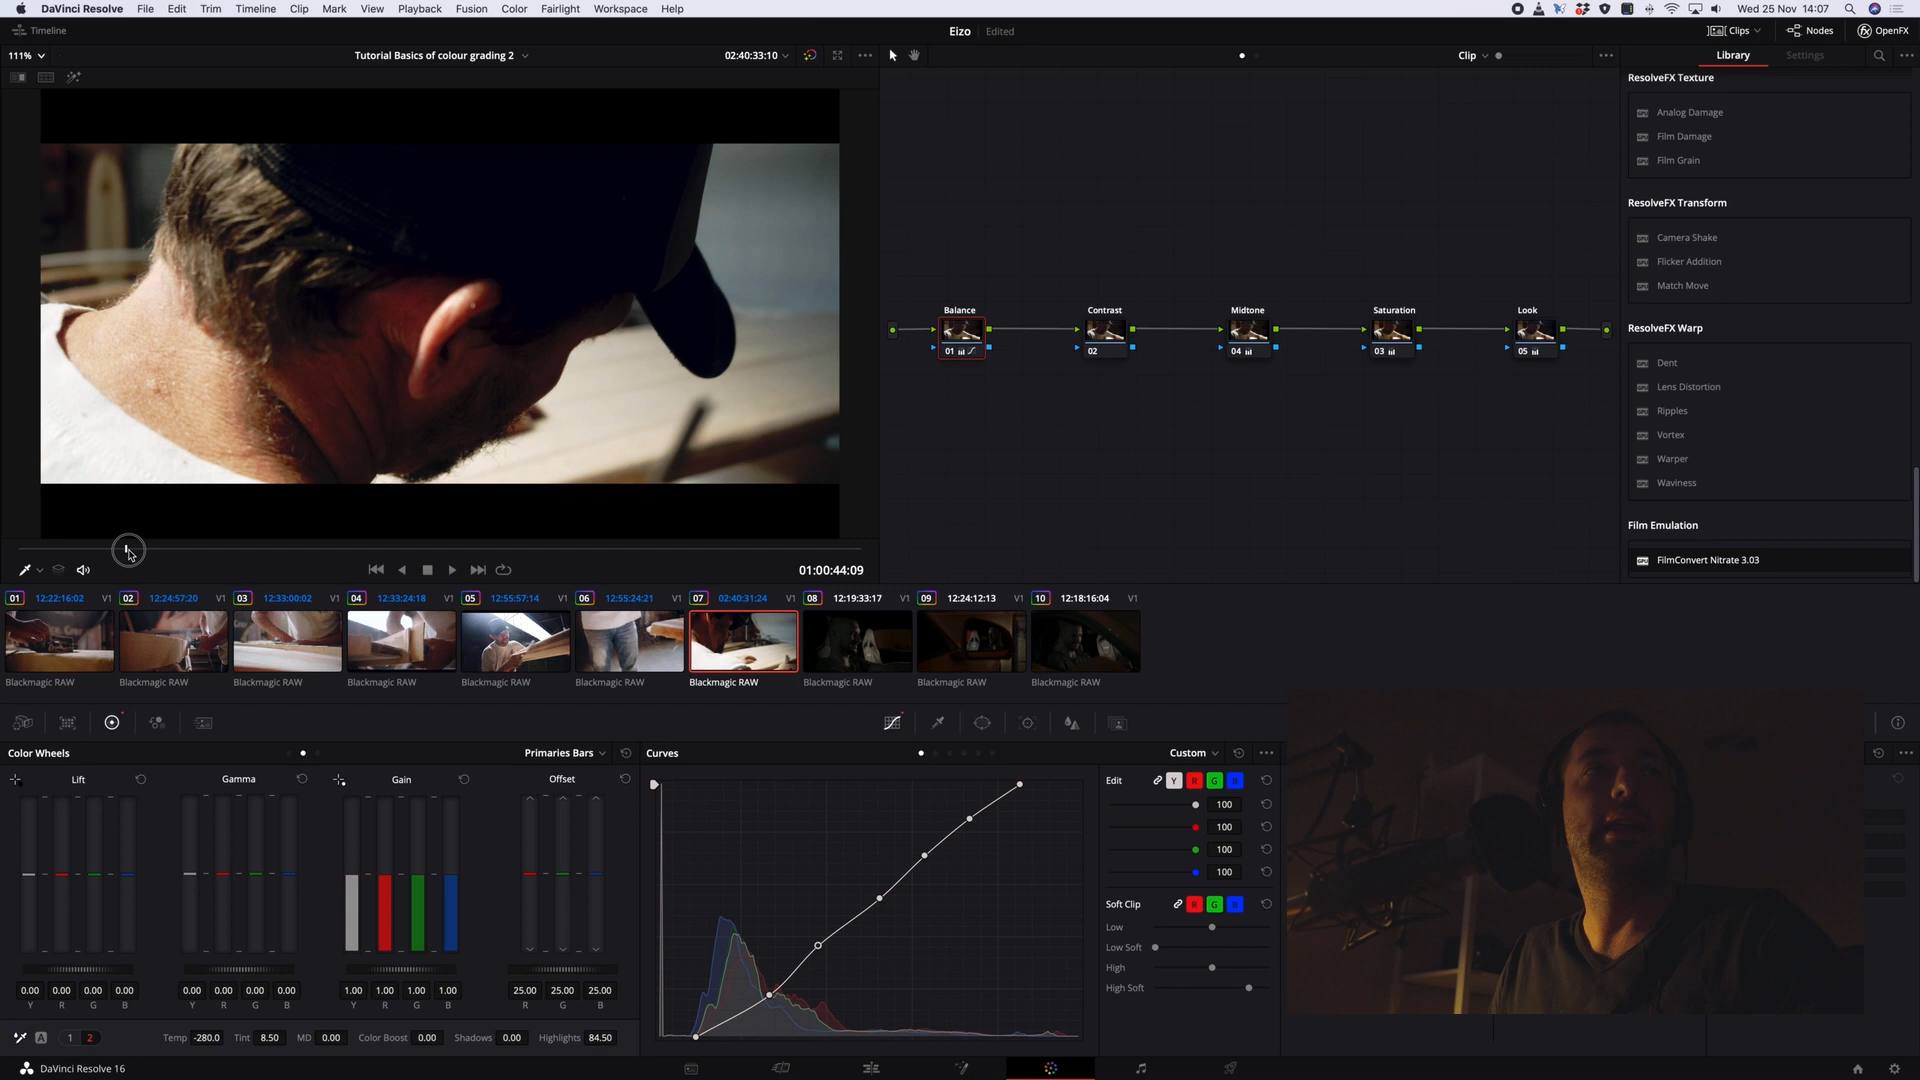 DaVinci Resolve File Edit Trim Timeline Clip Mark View Playback Fusion Color Fairlight Workspace Help Wed 25 Nov 14:07
Timeline Eizo Edited Clips Nodes OpenFX
111% Tutorial Basics of colour grading 2 02:40:33:10 Clip Library Settings
ResolveFX Texture
Analog Damage
Film Damage
Film Grain
ResolveFX Transform
Camera Shake
Flicker Addition
Match Move
Balance Contrast Midtone Saturation Look
01 02 04 03 05
ResolveFX Warp
Dent
Lens Distortion
Ripples
Vortex
Warper
Waviness
Film Emulation
FilmConvert Nitrate 3.03
01:00:44:09
01 12:22:16:02 V1 02 12:24:57:20 V1 03 12:33:00:02 V1 04 12:33:24:18 V1 05 12:55:57:14 V1 06 12:55:24:21 V1 07 02:40:31:24 V1 08 12:19:33:17 V1 09 12:24:12:13 V1 10 12:18:16:04 V1
Blackmagic RAW Blackmagic RAW Blackmagic RAW Blackmagic RAW Blackmagic RAW Blackmagic RAW Blackmagic RAW Blackmagic RAW Blackmagic RAW Blackmagic RAW
Color Wheels Primaries Bars Curves Custom
Lift Gamma Gain Offset
Edit Y R G B
100
100
100
100
Soft Clip R G B
Low
Low Soft
High
High Soft
0.00 0.00 0.00 0.00 0.00 0.00 0.00 0.00 1.00 1.00 1.00 1.00 25.00 25.00 25.00
Y R G B Y R G B Y R G B R G B
A 1 2 Temp -280.0 Tint 8.50 MD 0.00 Color Boost 0.00 Shadows 0.00 Highlights 84.50
DaVinci Resolve 16